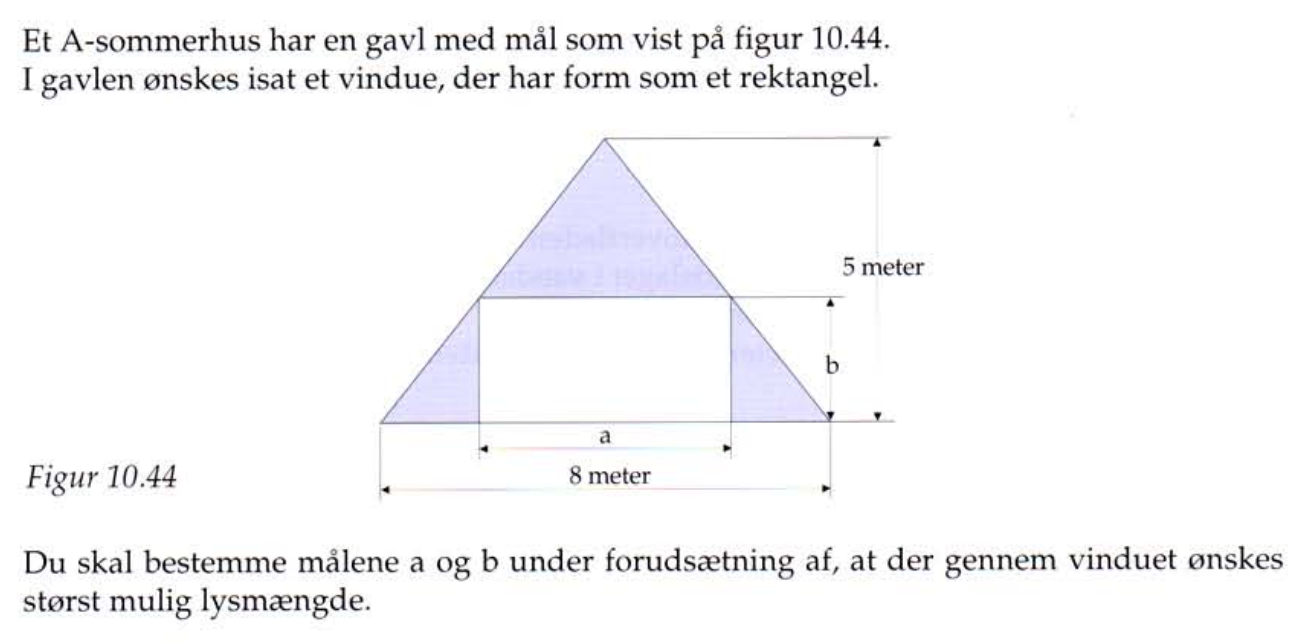 Et A-sommerhus har en gavl med mål som vist på figur 10.44.
I gavlen ønskes isat et vindue, der har form som et rektangel.
5 meter
b
a
8 meter
Figur 10.44
Du skal bestemme målene a og b under forudsætning af, at der gennem vinduet ønskes
størst mulig lysmængde.